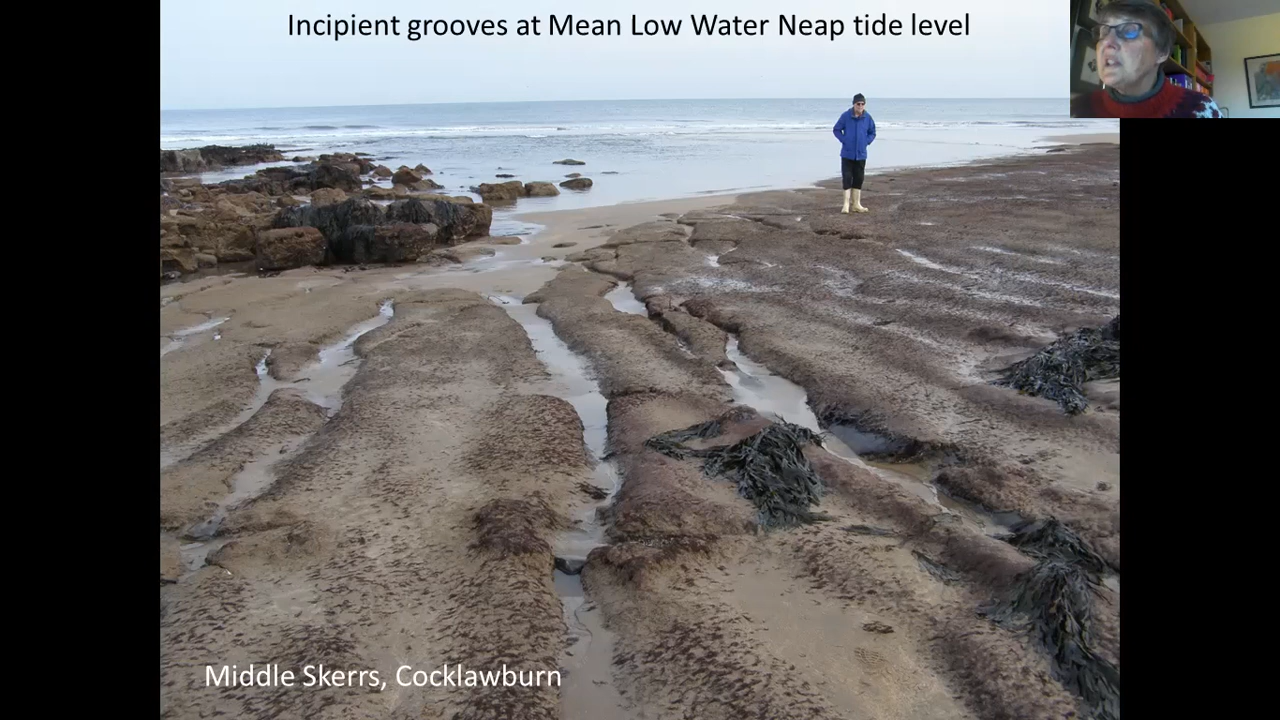 Incipient grooves at Mean Low Water Neap tide level
Middle Skerrs, Cocklawburn